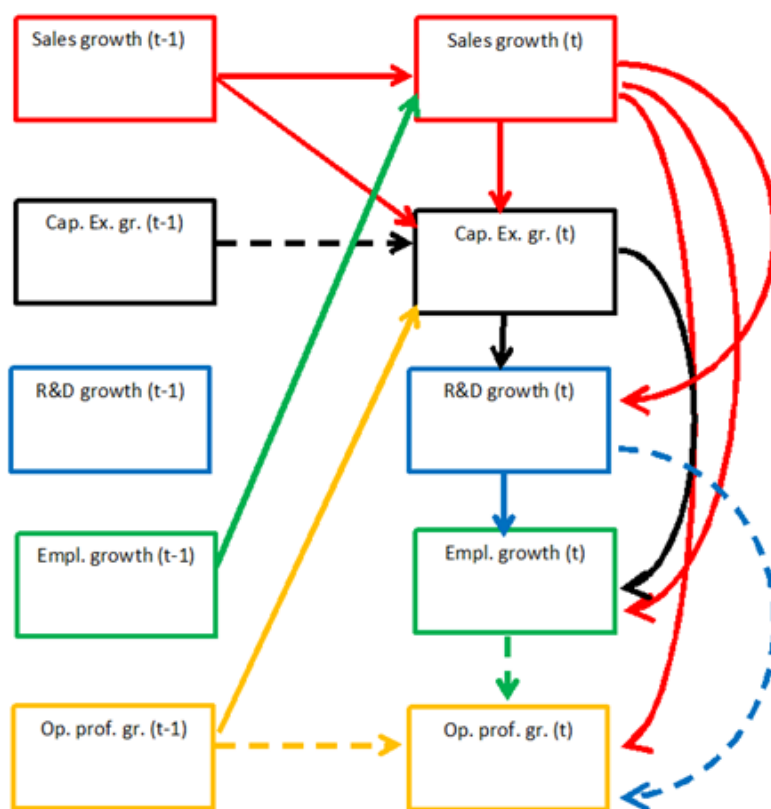 Sales growth (t-1)
Sales growth (t)
Cap. Ex. gr. (t-1)
Cap. Ex. gr. (t)
R&D growth (t-1)
R&D growth (t)
Empl. growth (t-1)
Empl. growth (t)
Op. prof. gr. (t-1)
Op. prof. gr. (t)